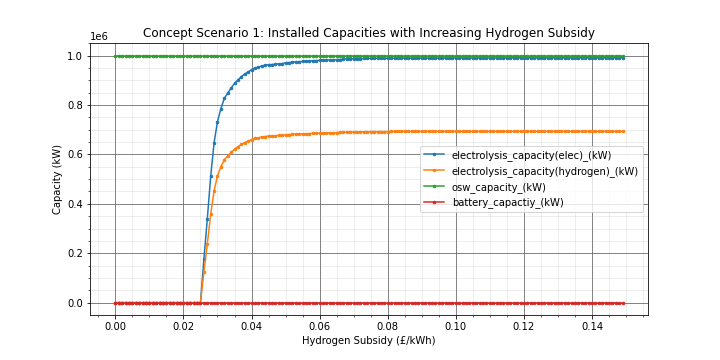 Concept Scenario 1: Installed Capacities with Increasing Hydrogen Subsidy
1e6
1.0
0.8
0.6
0.4
0.2
0.0
Capacity (kW)
electrolysis_capacity(elec)_(kW)
electrolysis_capacity(hydrogen)_(kW)
osw_capacity_(kW)
battery_capactiy_(kW)
0.00 0.02 0.04 0.06 0.08 0.10 0.12 0.14
Hydrogen Subsidy (£/kWh)